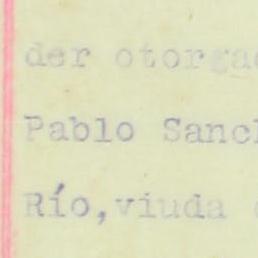 der otorga
Pablo Sanc
Río, viuda